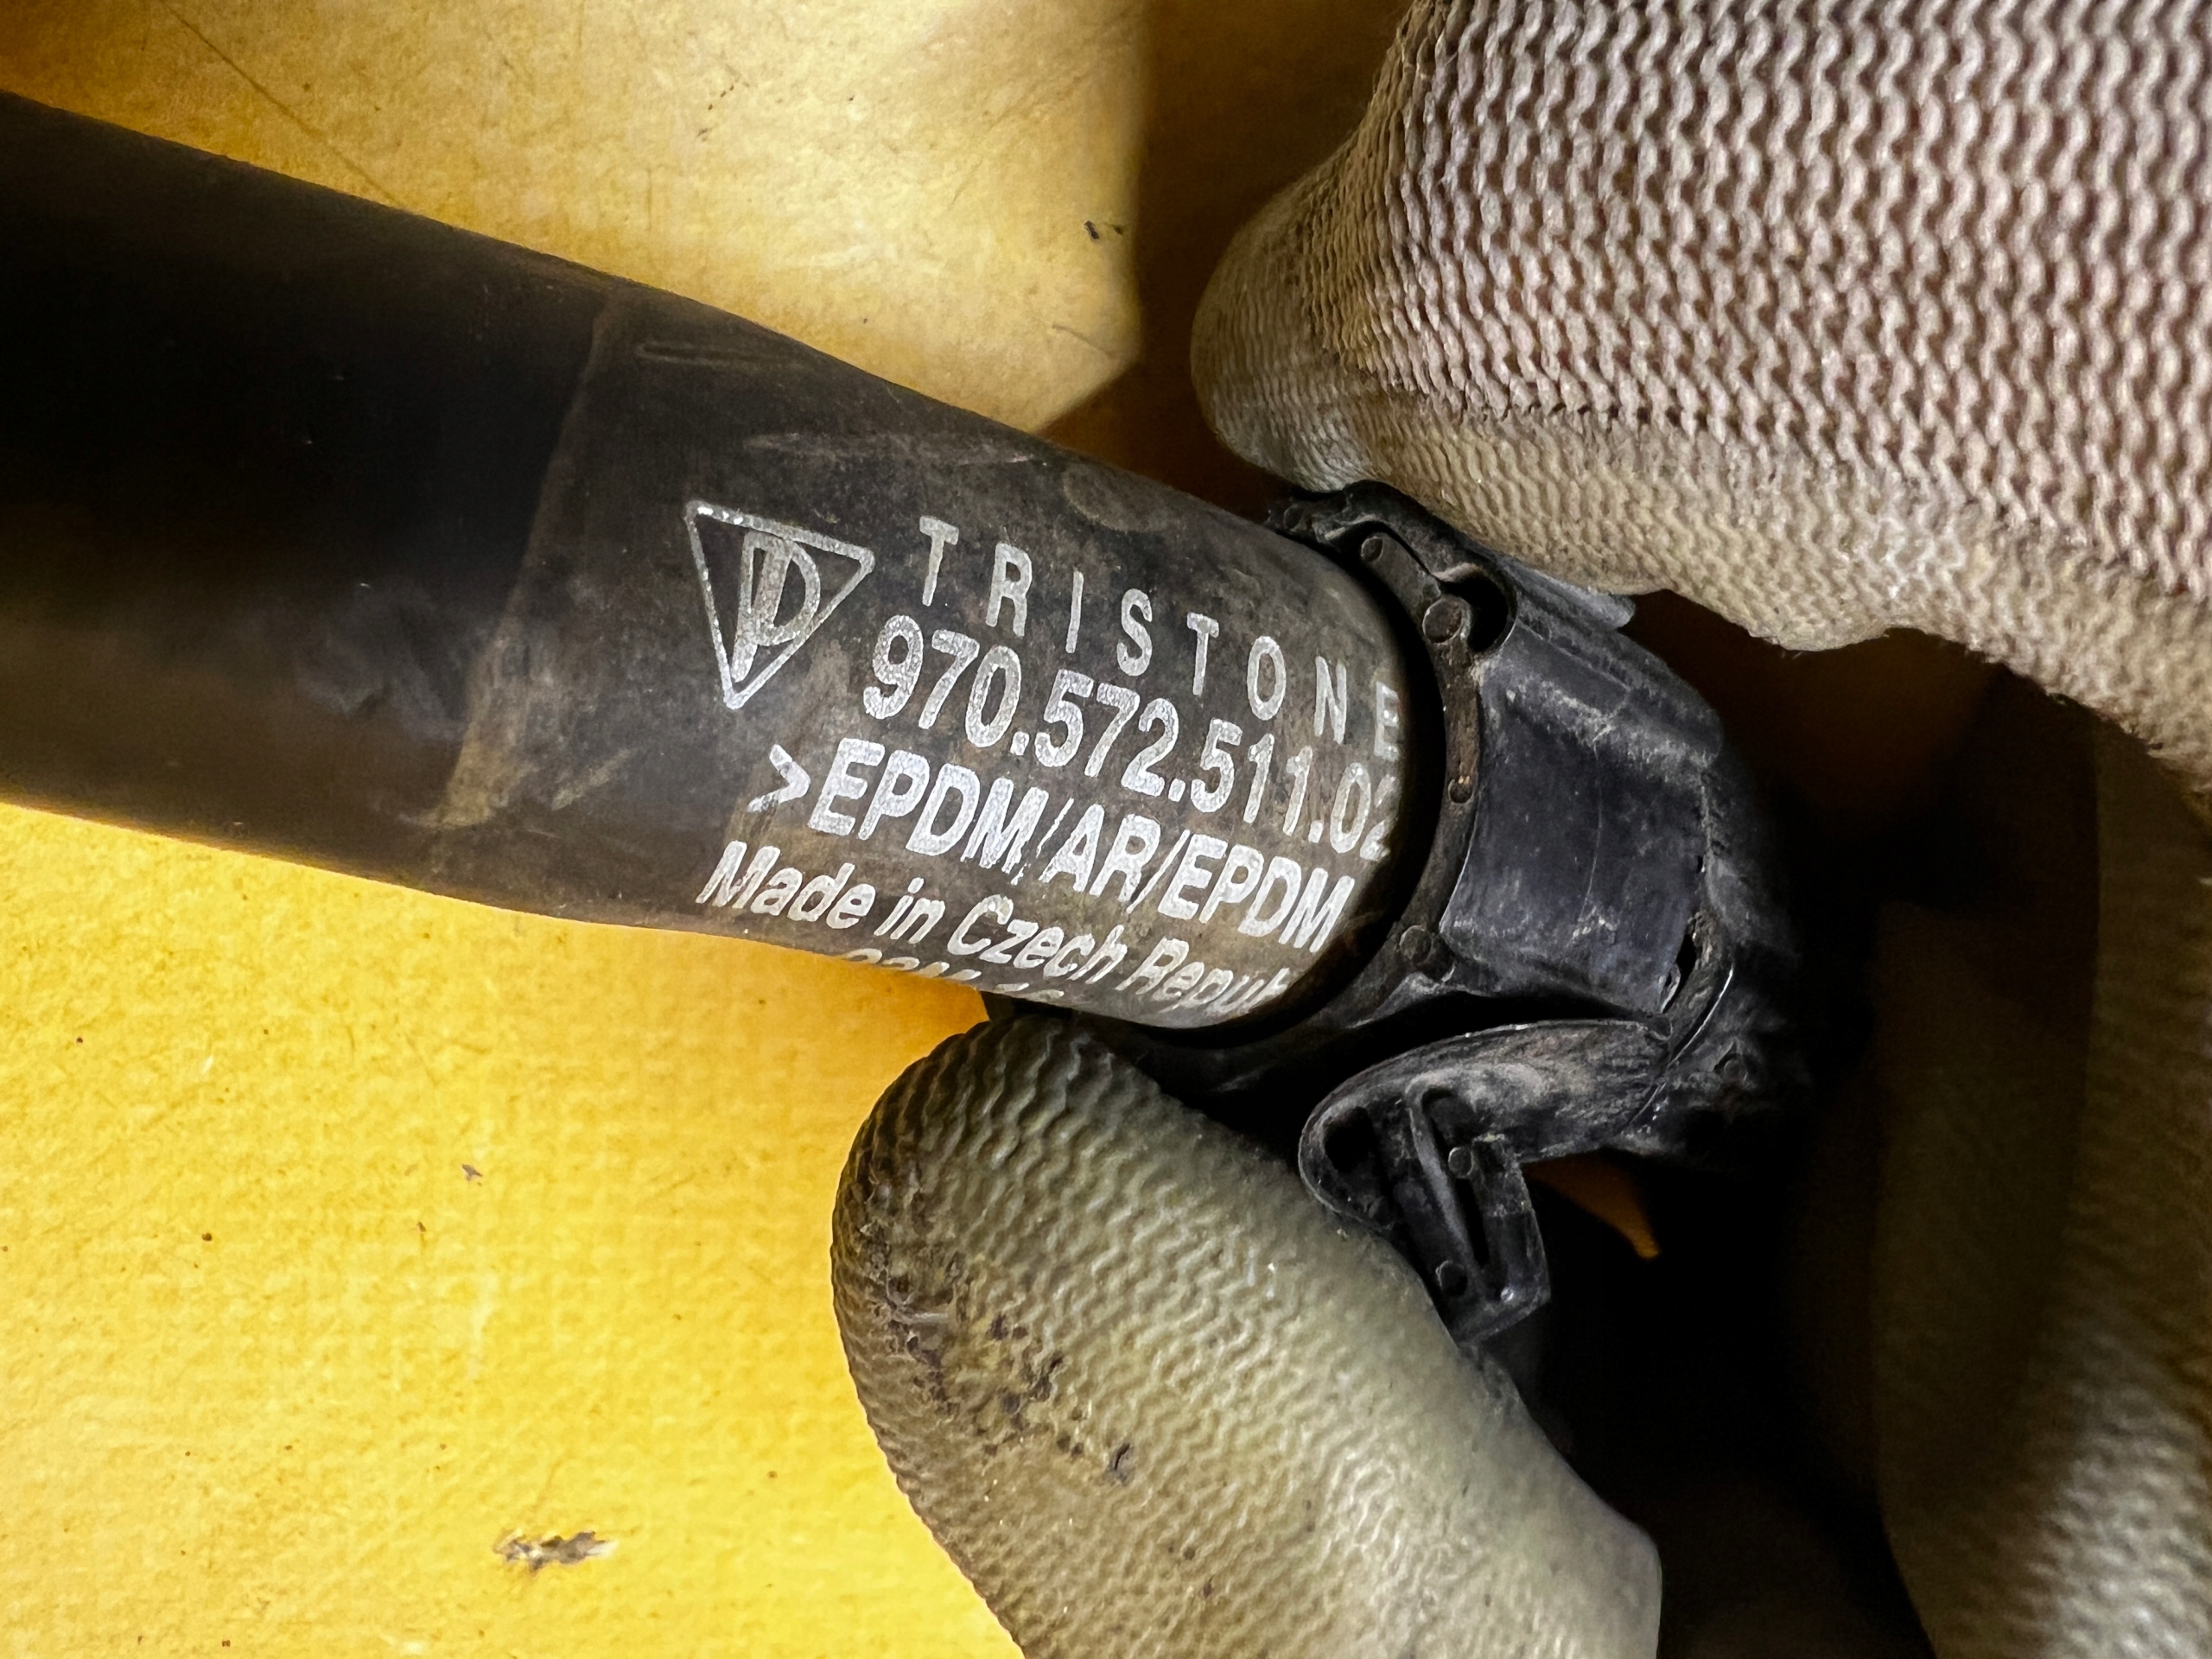 TRISTONE
970.572.511.02
>EPDM/AR/EPDM
Made in Czech